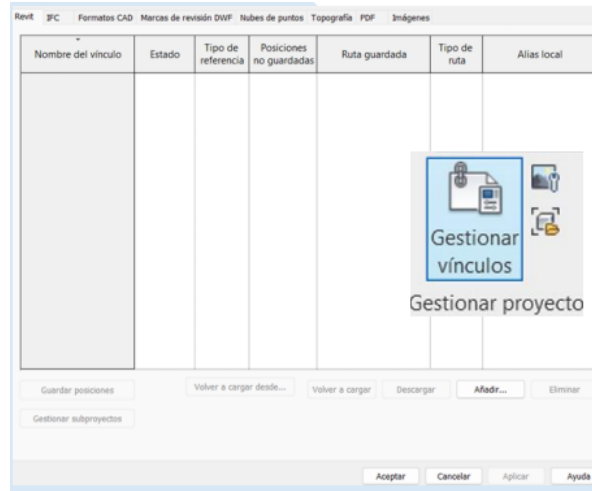 Revit IFC Formatos CAD Marcas de revisión DWF Nubes de puntos Topografía PDF Imágenes
Nombre del vínculo Estado Tipo de referencia Posiciones no guardadas Ruta guardada Tipo de ruta Alias local
Gestionar
vínculos
Gestionar proyecto
Guardar posiciones Volver a cargar desde... Volver a cargar Descargar Añadir... Eliminar
Gestionar subproyectos
Aceptar Cancelar Aplicar Ayuda